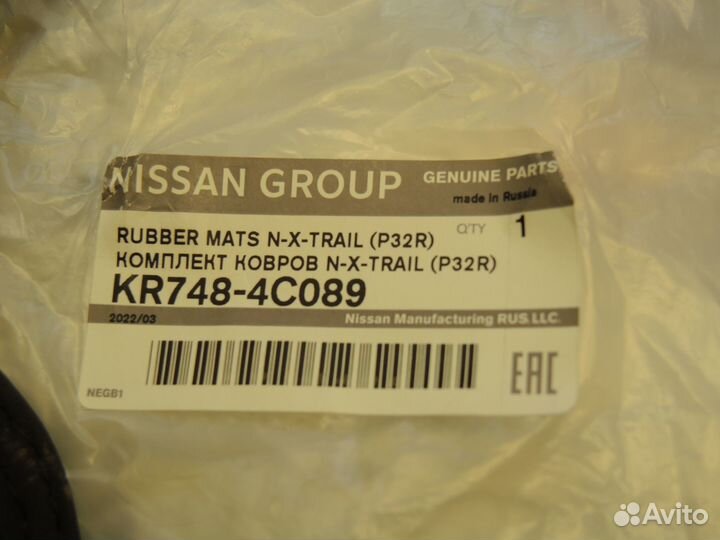 NISSAN GROUP
GENUINE PARTS
made in Russia
RUBBER MATS N-X-TRAIL (P32R)
Q'TY 1
КОМПЛЕКТ КОВРОВ N-X-TRAIL (P32R)
KR748-4C089
2022/03
Nissan Manufacturing RUS LLC.
NEGB1
EAC
Avito